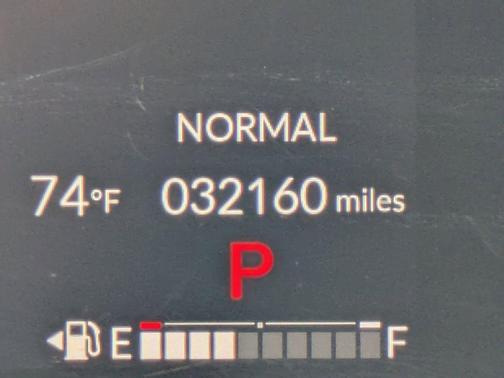 NORMAL
74°F 032160 miles
P
E F